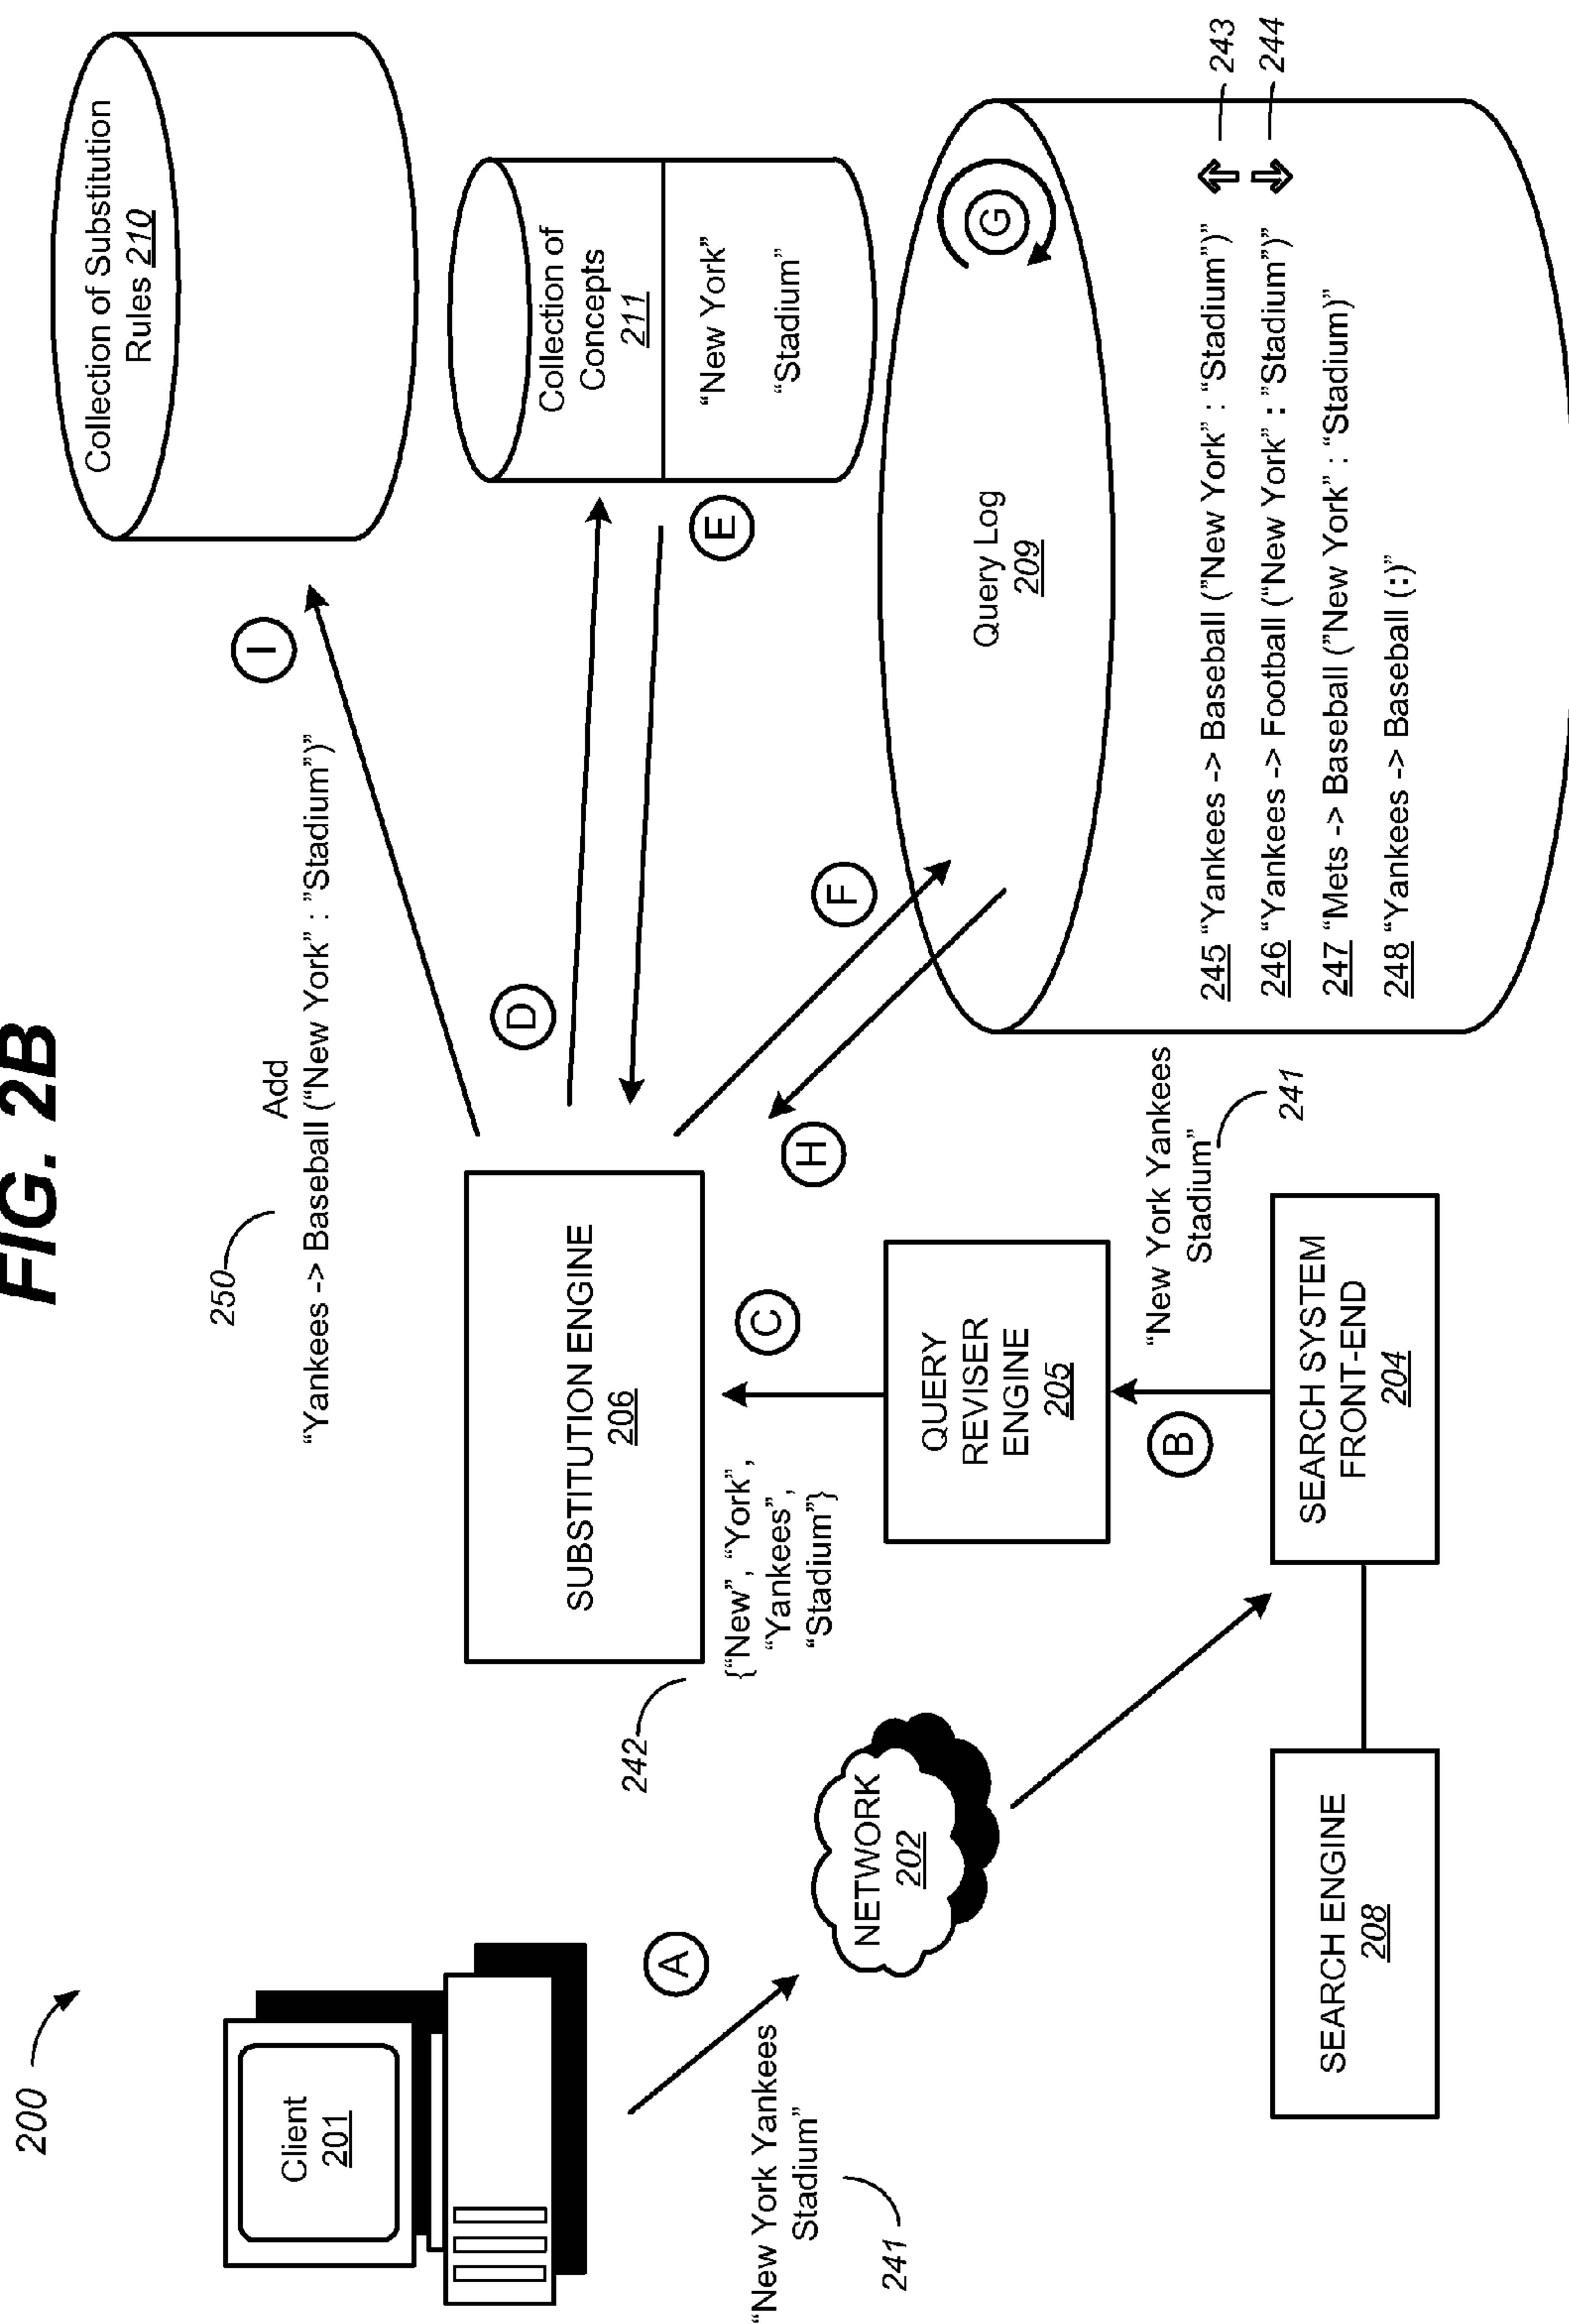 FIG. 2B
200
Client
201
“New York Yankees
Stadium”
241
A
NETWORK
202
SEARCH ENGINE
208
SEARCH SYSTEM
FRONT-END
204
B
“New York Yankees
Stadium”
241
QUERY
REVISER
ENGINE
205
C
{“New”, “York”,
“Yankees”,
“Stadium”}
242
SUBSTITUTION ENGINE
206
250
Add
“Yankees -> Baseball (“New York” : ”Stadium”)”
I
D
E
F
H
Collection of Substitution
Rules 210
Collection of
Concepts
211
“New York”
“Stadium”
Query Log
209
G
245 “Yankees -> Baseball (”New York” : “Stadium”)”
243
246 “Yankees -> Football (“New York” : ”Stadium”)”
244
247 “Mets -> Baseball (”New York” : “Stadium)”
248 “Yankees -> Baseball (:)”